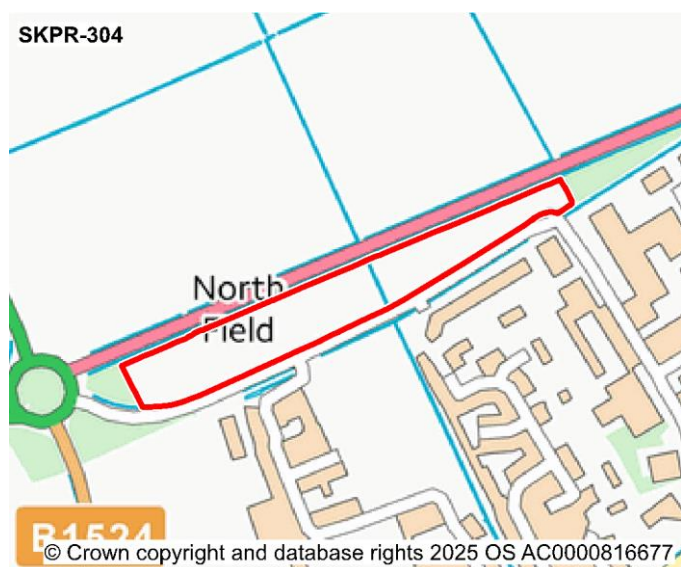 SKPR-304
North
Field
B1524
© Crown copyright and database rights 2025 OS AC0000816677